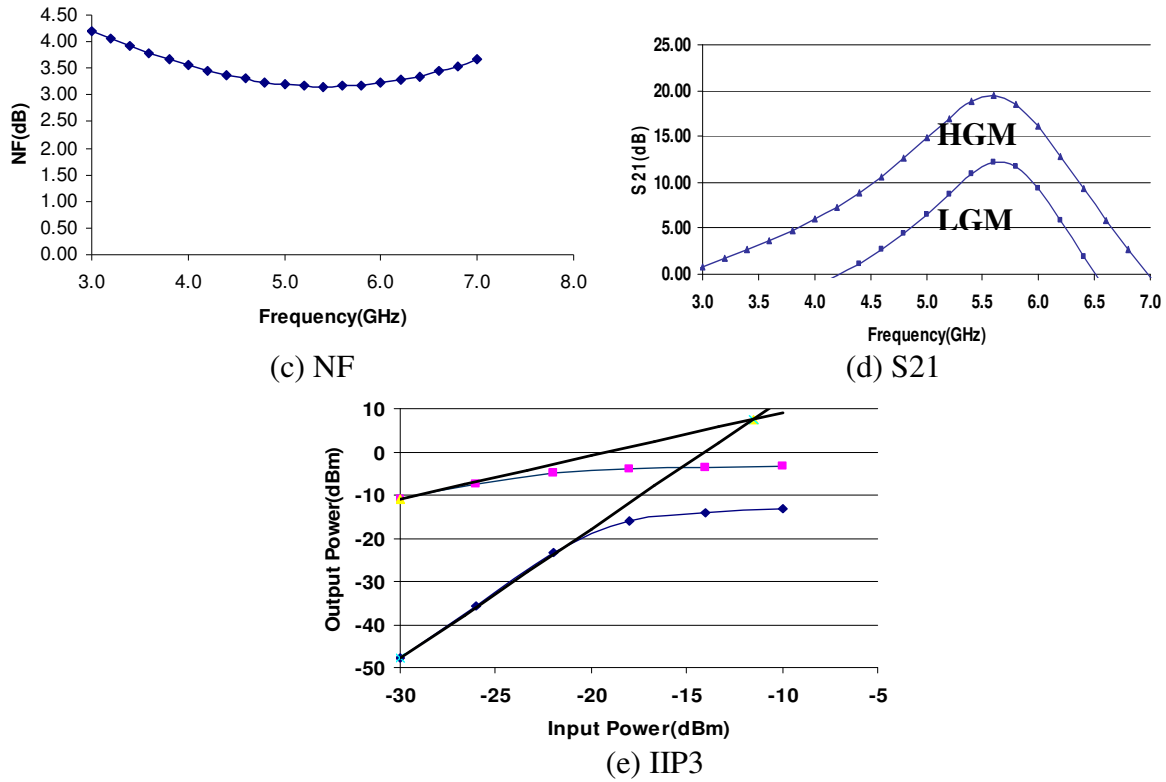 4.50
4.00
3.50
3.00
2.50
2.00
1.50
1.00
0.50
0.00
NF(dB)
3.0 4.0 5.0 6.0 7.0 8.0
Frequency(GHz)
(c) NF
25.00
20.00
15.00
10.00
5.00
0.00
S21(dB)
HGM
LGM
3.0 3.5 4.0 4.5 5.0 5.5 6.0 6.5 7.0
Frequency(GHz)
(d) S21
10
0
-10
-20
-30
-40
-50
Output Power(dBm)
-30 -25 -20 -15 -10 -5
Input Power(dBm)
(e) IIP3